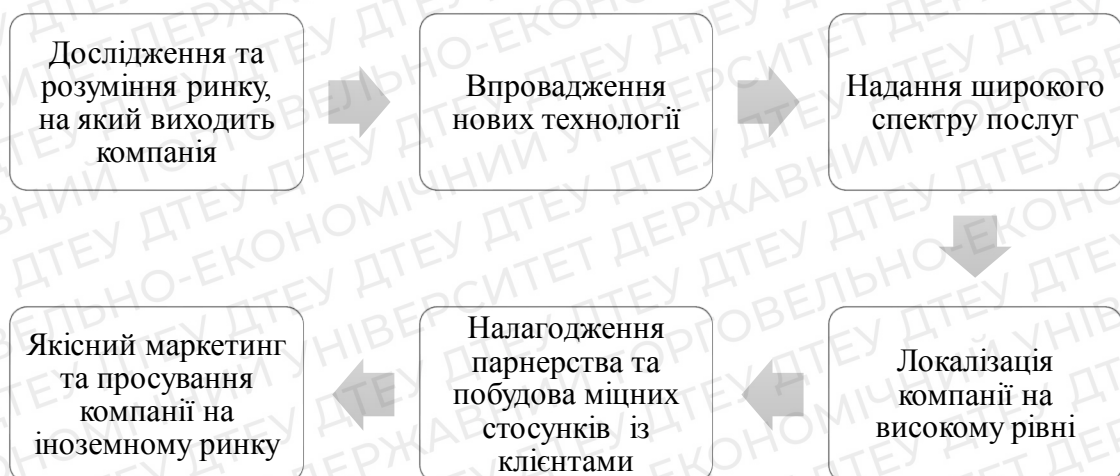 Дослідження та
розуміння ринку,
на який виходить
компанія
Впровадження
нових технології
Надання широкого
спектру послуг
Локалізація
компанії на
високому рівні
Налагодження
парнерства та
побудова міцних
стосунків із
клієнтами
Якісний маркетинг
та просування
компанії на
іноземному ринку